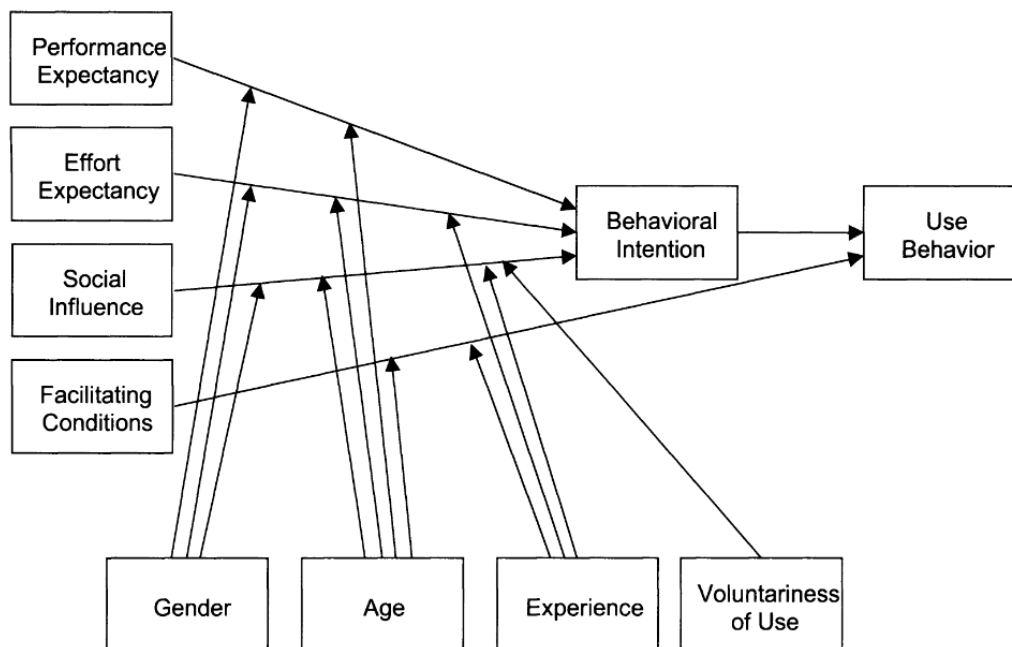 Performance
Expectancy
Effort
Expectancy
Social
Influence
Facilitating
Conditions
Behavioral
Intention
Use
Behavior
Gender
Age
Experience
Voluntariness
of Use